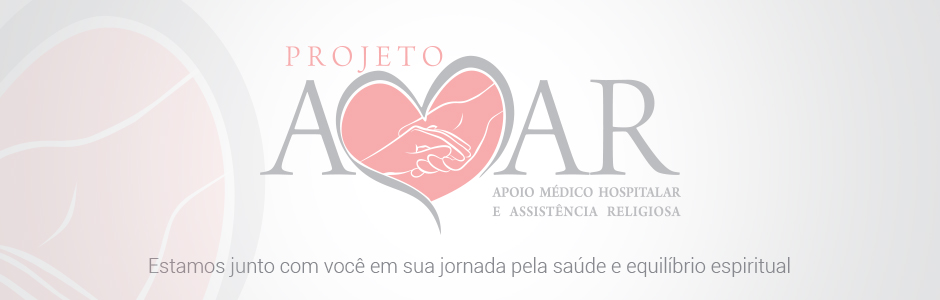 PROJETO
AMAR
APOIO MÉDICO HOSPITALAR
E ASSISTÊNCIA RELIGIOSA
Estamos junto com você em sua jornada pela saúde e equilíbrio espiritual